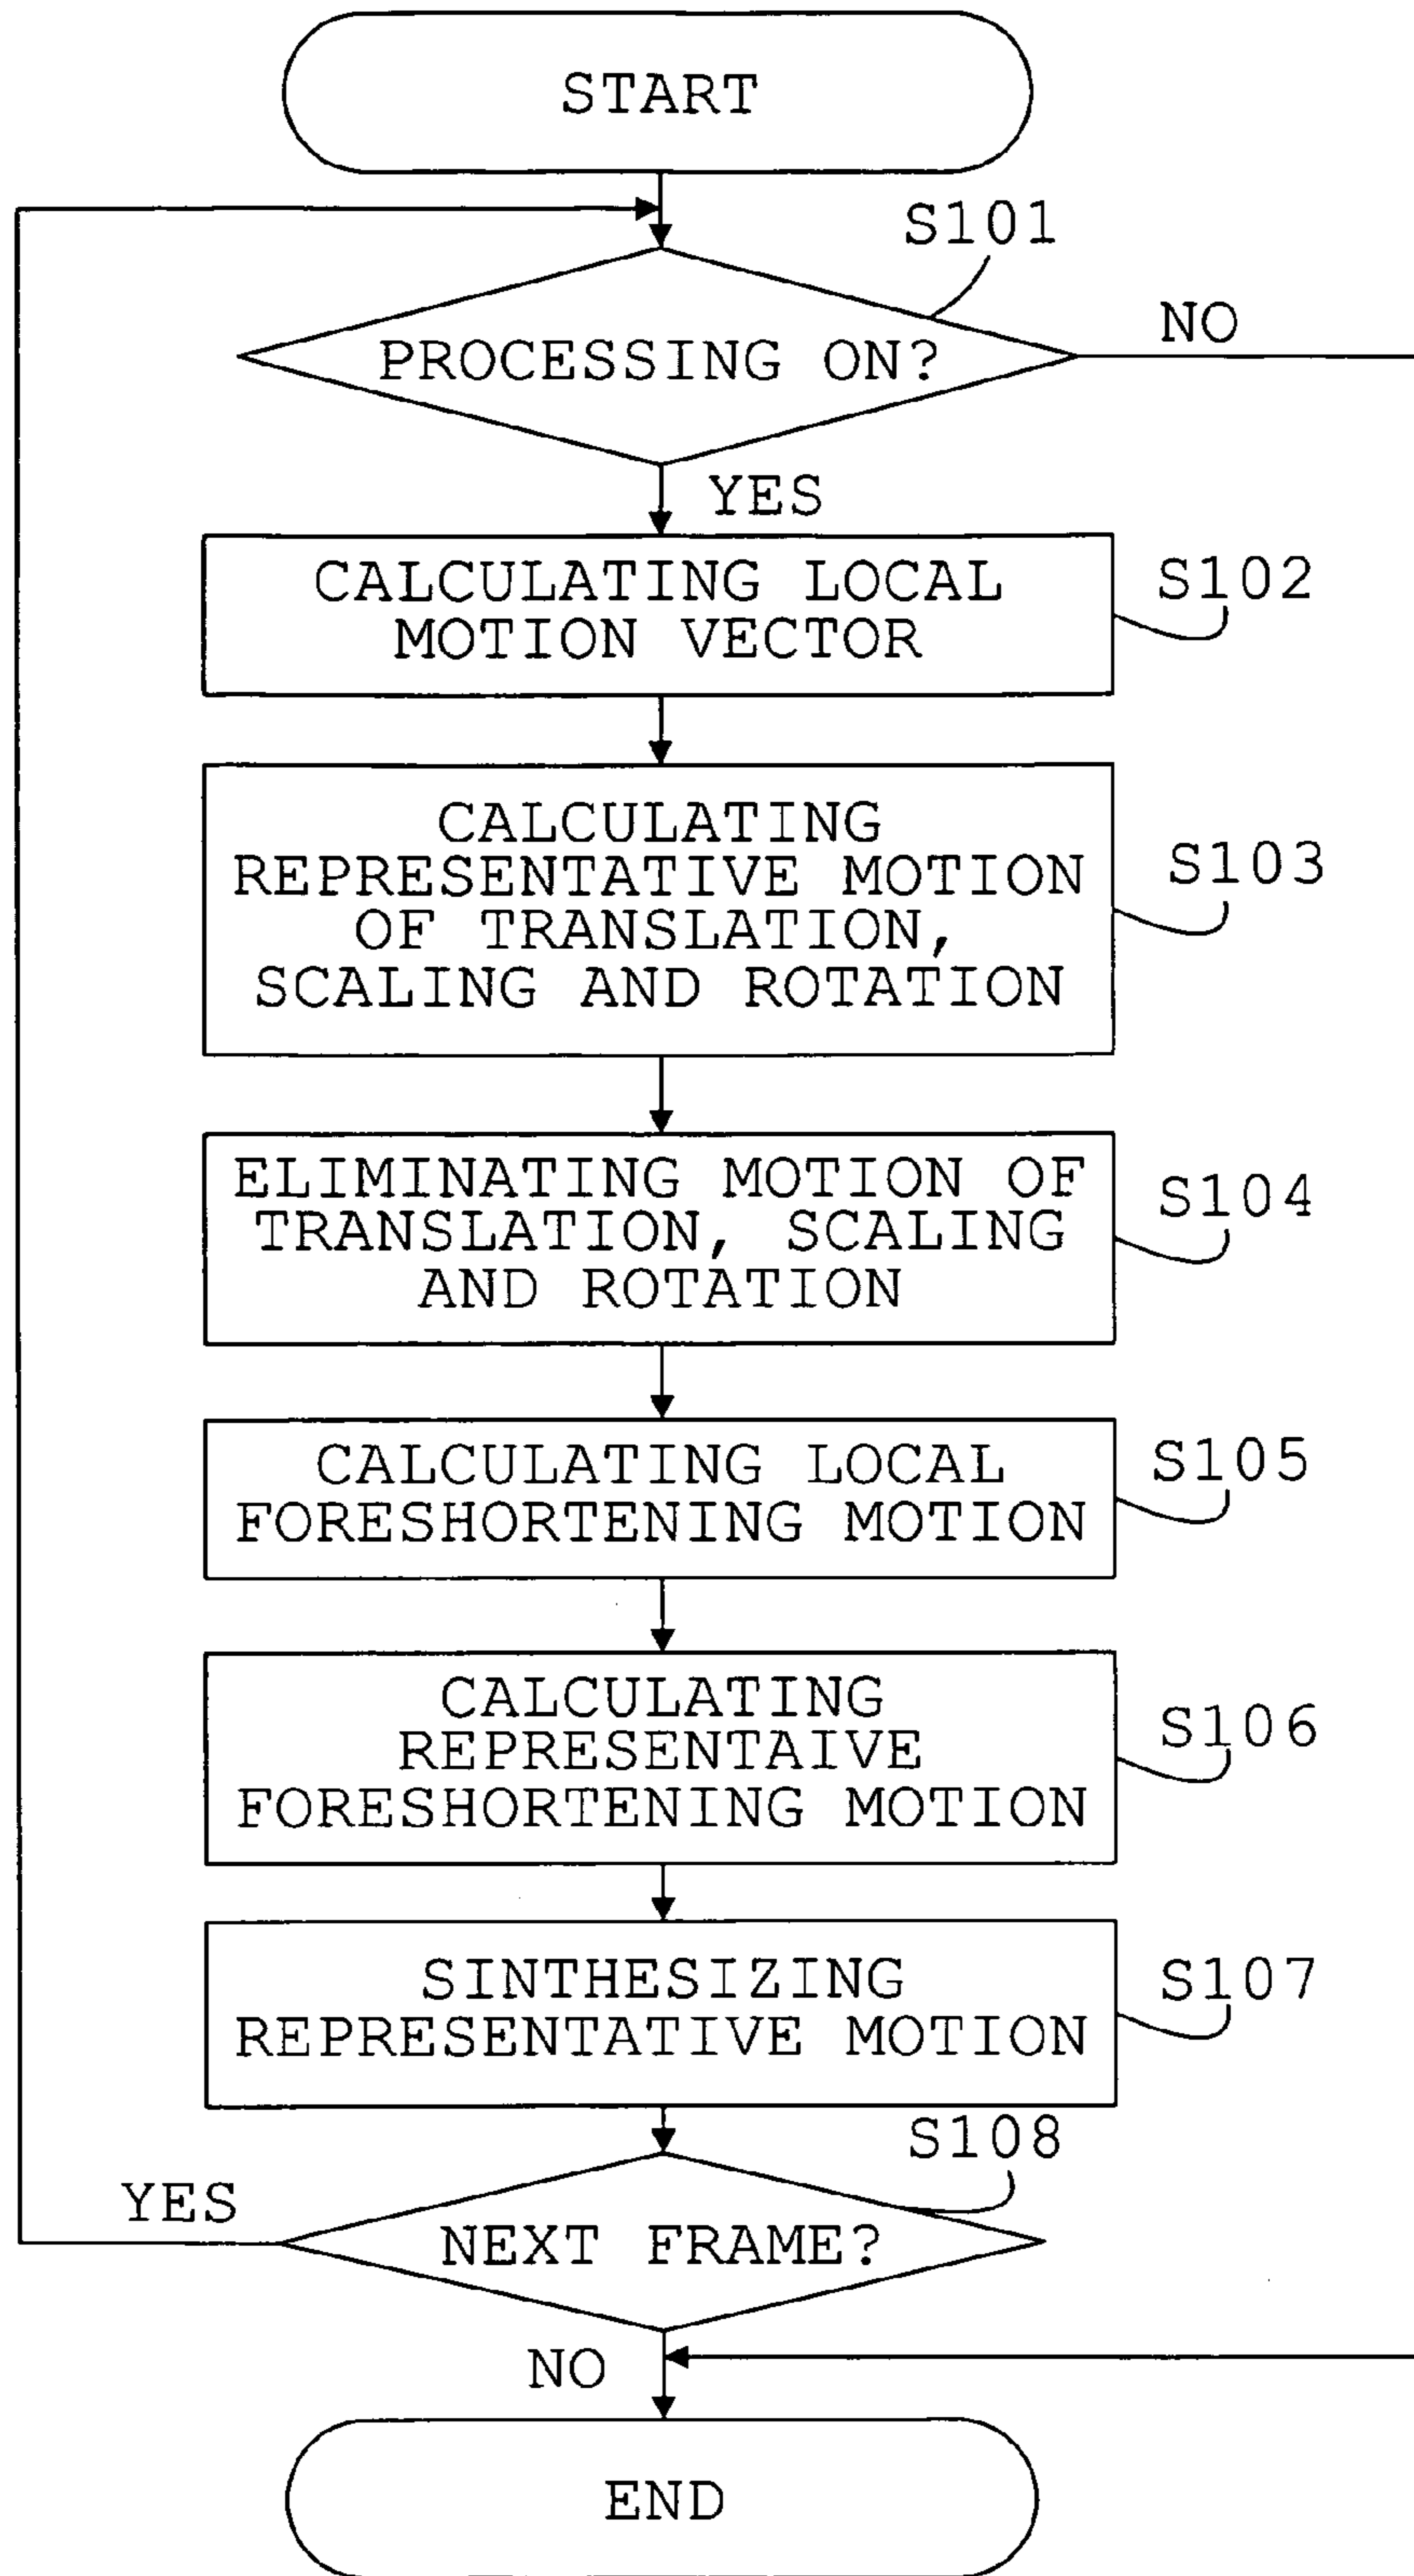 START
S101
PROCESSING ON?
NO
YES
CALCULATING LOCAL
MOTION VECTOR
S102
CALCULATING
REPRESENTATIVE MOTION
OF TRANSLATION,
SCALING AND ROTATION
S103
ELIMINATING MOTION OF
TRANSLATION, SCALING
AND ROTATION
S104
CALCULATING LOCAL
FORESHORTENING MOTION
S105
CALCULATING
REPRESENTAIVE
FORESHORTENING MOTION
S106
SINTHESIZING
REPRESENTATIVE MOTION
S107
S108
YES
NEXT FRAME?
NO
END